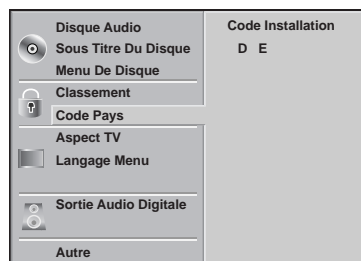 Disque Audio
Sous Titre Du Disque
Menu De Disque
Classement
Code Pays
Aspect TV
Langage Menu
Sortie Audio Digitale
Autre
Code Installation
D E